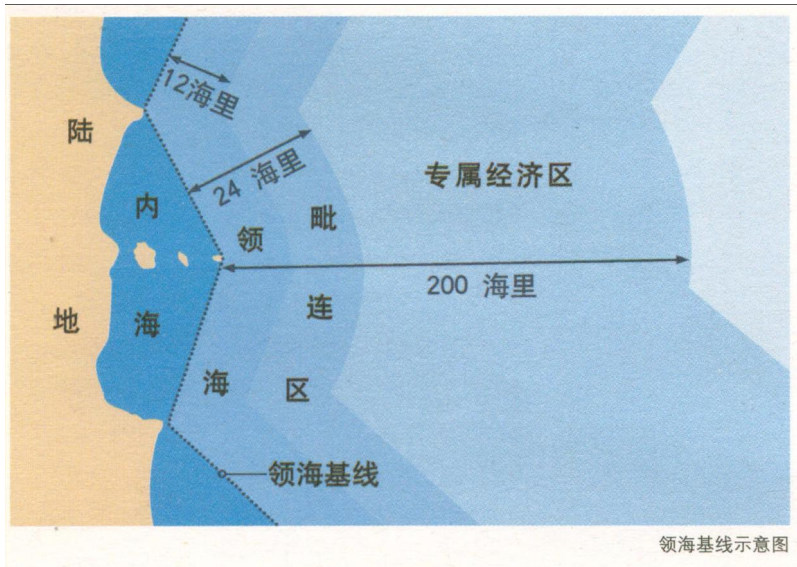 12海里
陆地
24 海里
专属经济区
内海
领海
毗连区
200 海里
领海基线
领海基线示意图